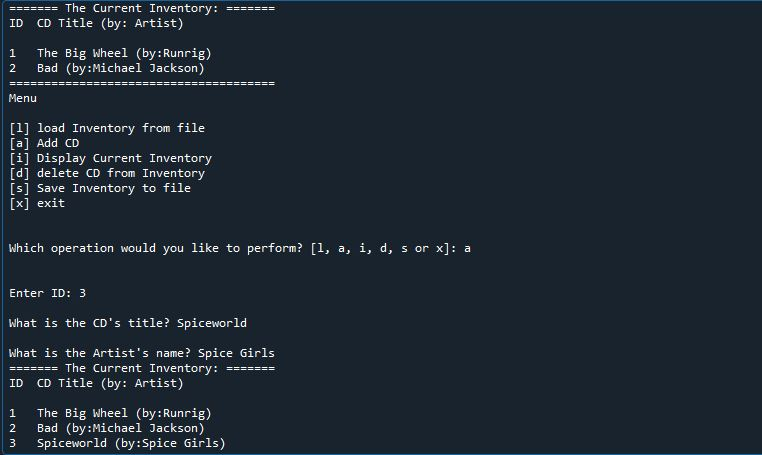 ======= The Current Inventory: =======
ID  CD Title (by: Artist)
1   The Big Wheel (by:Runrig)
2   Bad (by:Michael Jackson)
======================================
Menu
[l] load Inventory from file
[a] Add CD
[i] Display Current Inventory
[d] delete CD from Inventory
[s] Save Inventory to file
[x] exit
Which operation would you like to perform? [l, a, i, d, s or x]: a
Enter ID: 3
What is the CD's title? Spiceworld
What is the Artist's name? Spice Girls
======= The Current Inventory: =======
ID  CD Title (by: Artist)
1   The Big Wheel (by:Runrig)
2   Bad (by:Michael Jackson)
3   Spiceworld (by:Spice Girls)